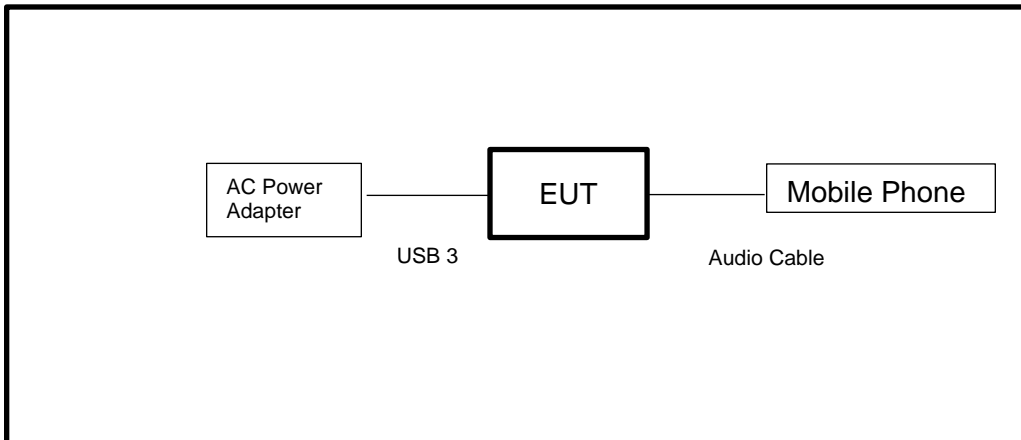 AC Power
Adapter
EUT
Mobile Phone
USB 3
Audio Cable